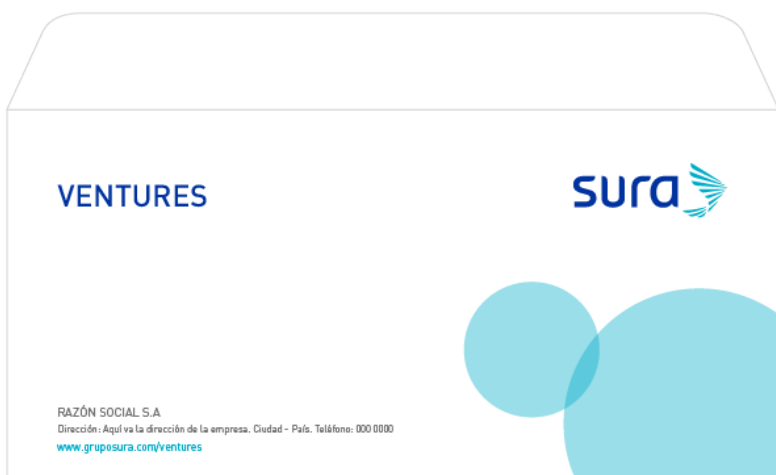 VENTURES
sura
RAZÓN SOCIAL S.A
Dirección: Aquí va la dirección de la empresa. Ciudad - País. Teléfono: 000 0000
www.gruposura.com/ventures